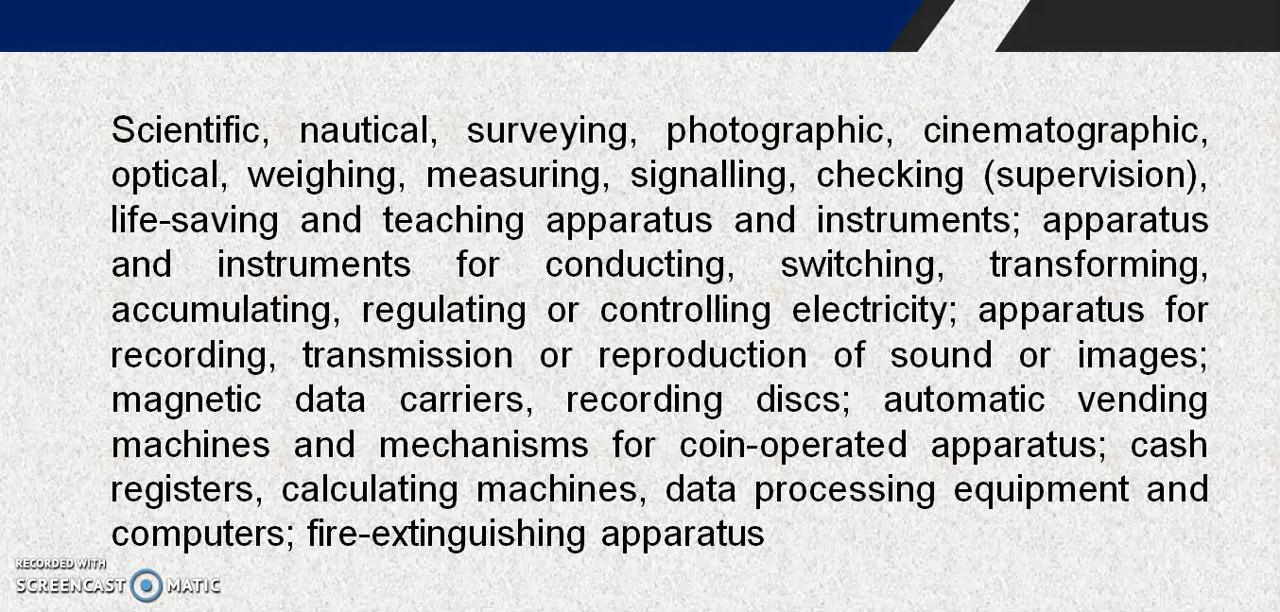 Scientific, nautical, surveying, photographic, cinematographic,
optical, weighing, measuring, signalling, checking (supervision),
life-saving and teaching apparatus and instruments; apparatus
and instruments for conducting, switching, transforming,
accumulating, regulating or controlling electricity; apparatus for
recording, transmission or reproduction of sound or images;
magnetic data carriers, recording discs; automatic vending
machines and mechanisms for coin-operated apparatus; cash
registers, calculating machines, data processing equipment and
computers; fire-extinguishing apparatus
RECORDED WITH
SCREENCAST MATIC